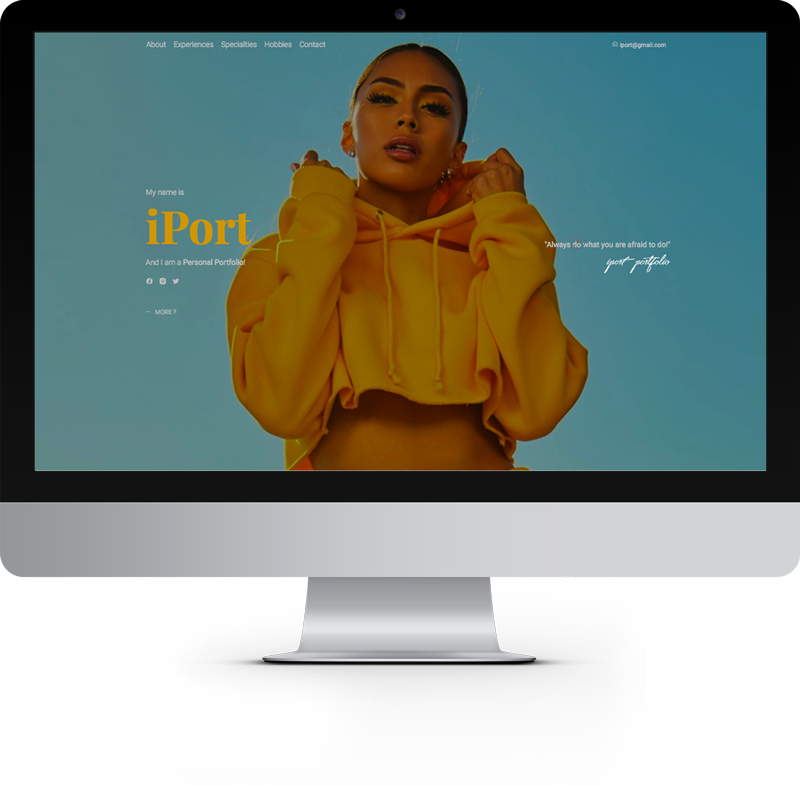 About Experiences Specialties Hobbies Contact
iport@gmail.com
My name is
iPort
And I am a Personal Portfolio!
— MORE?
"Always do what you are afraid to do!"
iport-portfolio